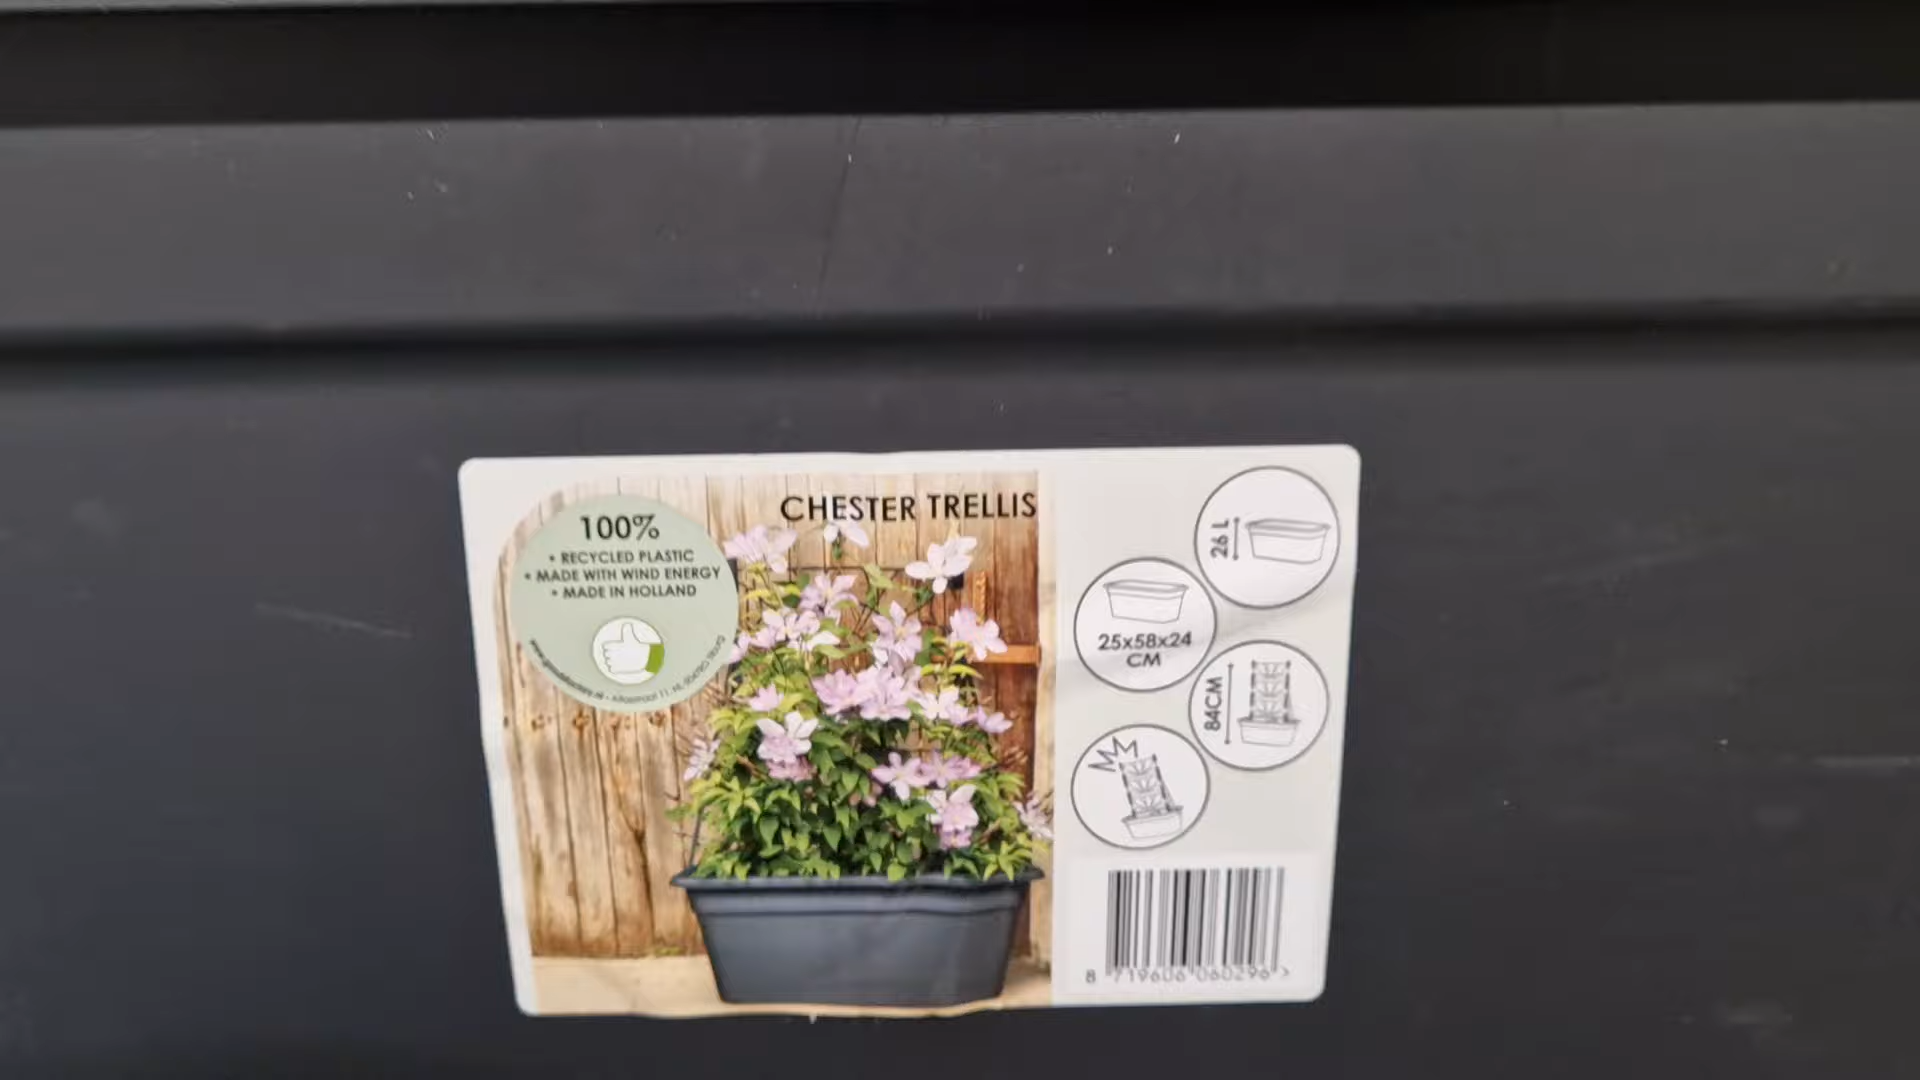 CHESTER TRELLIS
100%
• RECYCLED PLASTIC
• MADE WITH WIND ENERGY
• MADE IN HOLLAND
26 L
25x58x24
CM
84CM
8 719606 060296 >